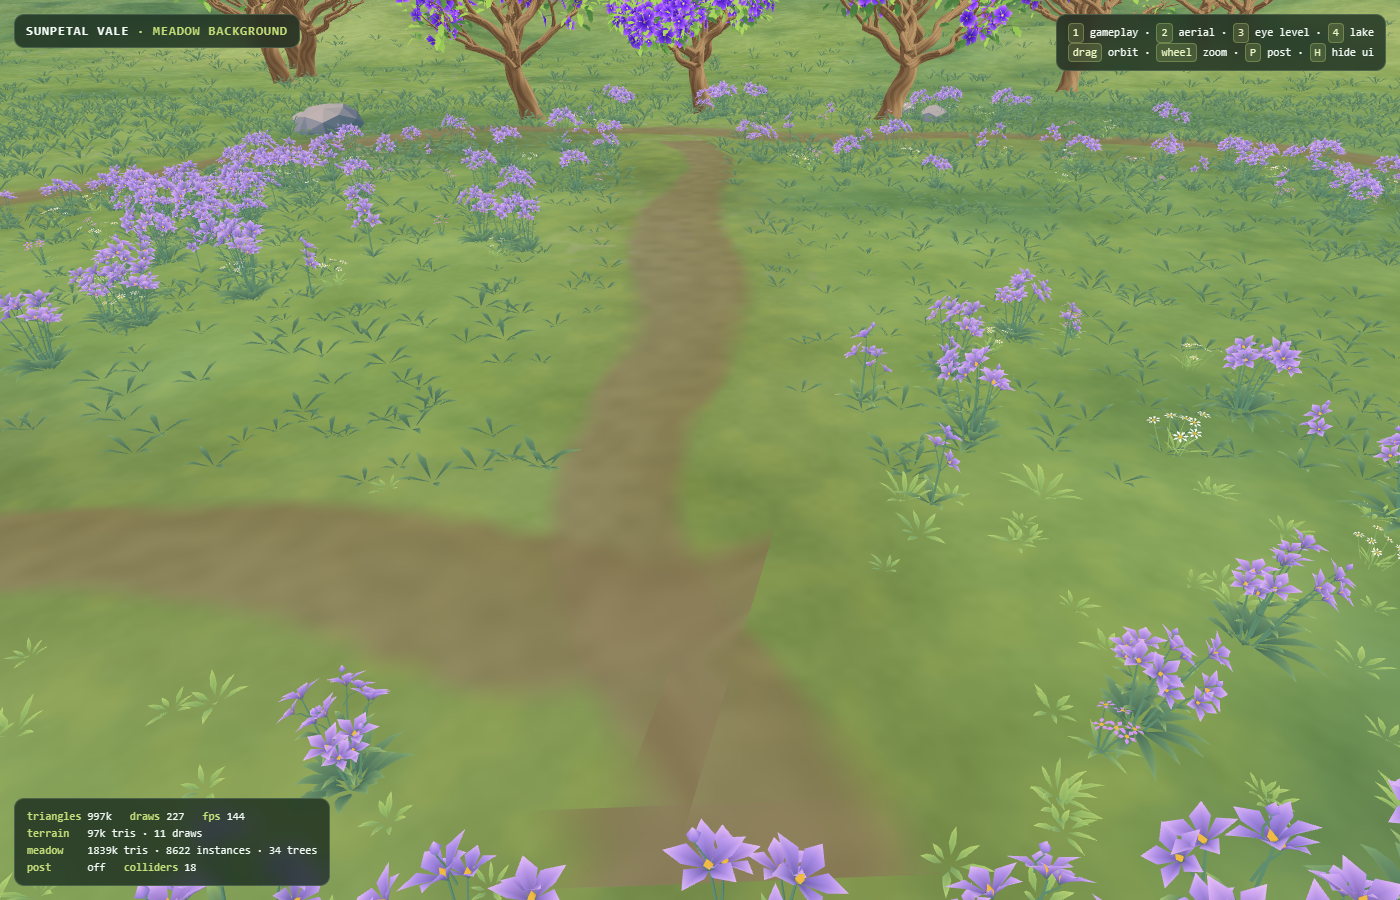 SUNPETAL VALE · MEADOW BACKGROUND
1 gameplay · 2 aerial · 3 eye level · 4 lake
drag orbit · wheel zoom · P post · H hide ui
triangles 997k draws 227 fps 144
terrain 97k tris · 11 draws
meadow 1839k tris · 8622 instances · 34 trees
post off colliders 18